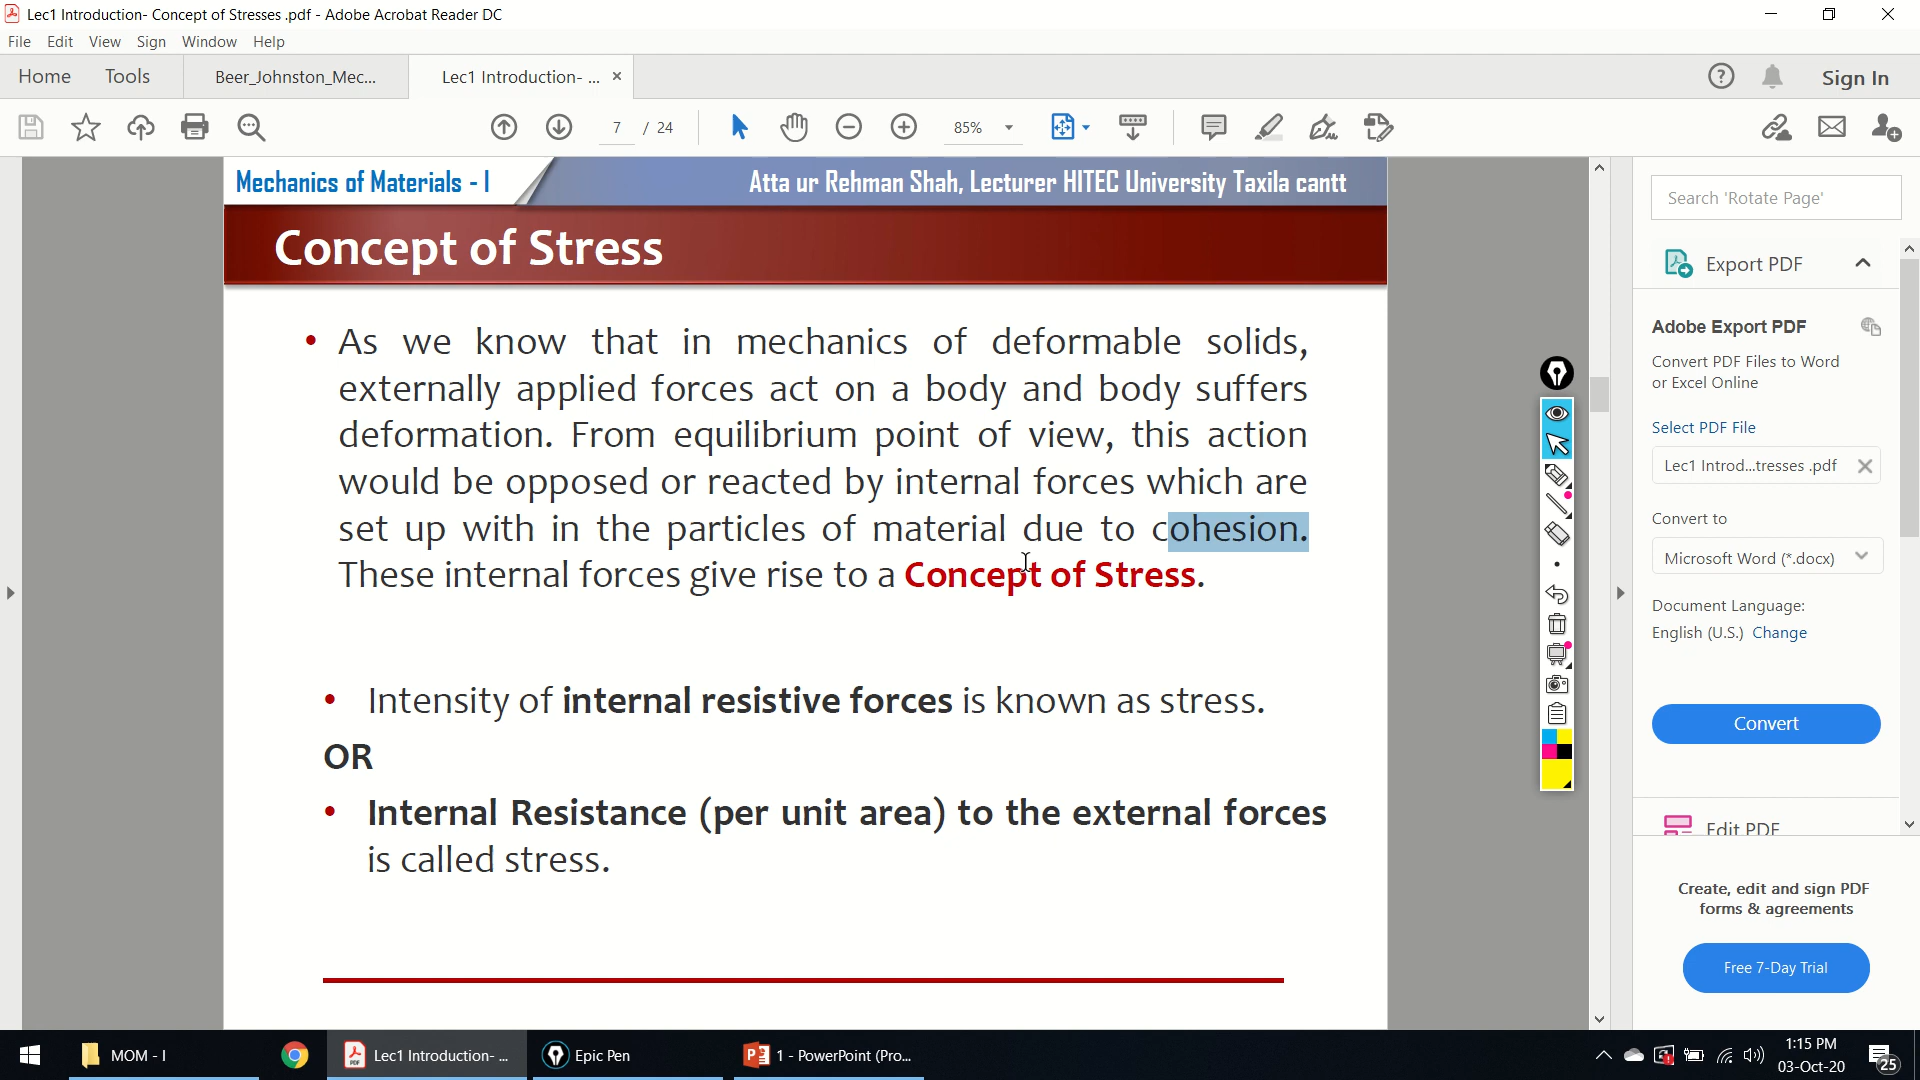 Lec1 Introduction- Concept of Stresses .pdf - Adobe Acrobat Reader DC
File Edit View Sign Window Help
Home Tools Beer_Johnston_Mec... Lec1 Introduction- ... Sign In
7 / 24 85%
Mechanics of Materials - I Atta ur Rehman Shah, Lecturer HITEC University Taxila cantt
Concept of Stress
• As we know that in mechanics of deformable solids,
externally applied forces act on a body and body suffers
deformation. From equilibrium point of view, this action
would be opposed or reacted by internal forces which are
set up with in the particles of material due to cohesion.
These internal forces give rise to a Concept of Stress.
• Intensity of internal resistive forces is known as stress.
OR
• Internal Resistance (per unit area) to the external forces
is called stress.
Search 'Rotate Page'
Export PDF
Adobe Export PDF
Convert PDF Files to Word
or Excel Online
Select PDF File
Lec1 Introd...tresses .pdf
Convert to
Microsoft Word (*.docx)
Document Language:
English (U.S.) Change
Convert
Edit PDF
Create, edit and sign PDF
forms & agreements
Free 7-Day Trial
MOM - I Lec1 Introduction- ... Epic Pen 1 - PowerPoint (Pro...
1:15 PM
03-Oct-20
25